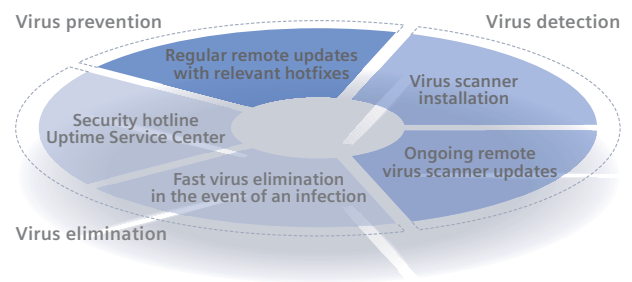 Virus prevention
Virus detection
Regular remote updates
with relevant hotfixes
Virus scanner
installation
Security hotline
Uptime Service Center
Ongoing remote
virus scanner updates
Fast virus elimination
in the event of an infection
Virus elimination